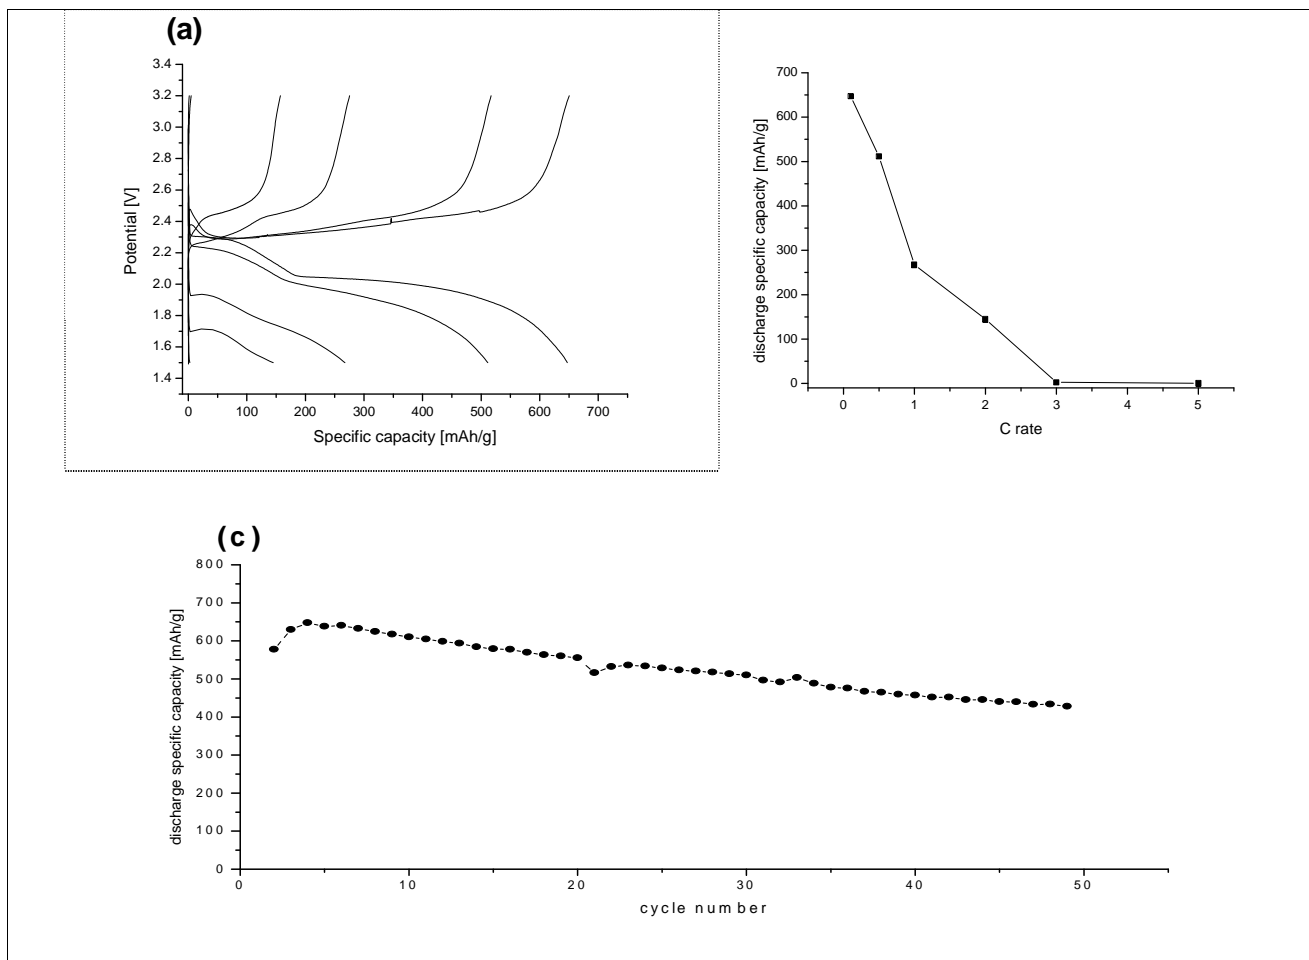 (a)
3.4
3.2
3.0
2.8
2.6
2.4
2.2
2.0
1.8
1.6
1.4
Potential [V]
0 100 200 300 400 500 600 700
Specific capacity [mAh/g]
700
600
500
400
300
200
100
0
discharge specific capacity [mAh/g]
0 1 2 3 4 5
C rate
(c)
800
700
600
500
400
300
200
100
0
discharge specific capacity [mAh/g]
0 10 20 30 40 50
cycle number